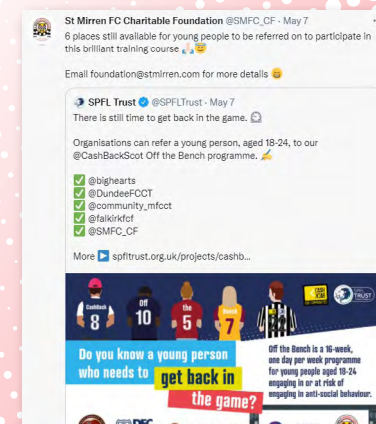 St Mirren FC Charitable Foundation @SMFC_CF · May 7
6 places still available for young people to be referred on to participate in
this brilliant training course
Email foundation@stmirren.com for more details
SPFL Trust @SPFLTrust · May 7
There is still time to get back in the game.
Organisations can refer a young person, aged 18-24, to our
@CashBackScot Off the Bench programme.
@bighearts
@DundeeFCCT
@community_mfcct
@falkirkfcf
@SMFC_CF
More spfltrust.org.uk/projects/cashb...
CashBack
8
Off
10
the
5
Bench
7
CASH
BACK
TRUST
Do you know a young person
who needs to get back in
the game?
Off the Bench is a 16-week,
one day per week programme
for young people aged 18-24
engaging in or at risk of
engaging in anti-social behaviour.